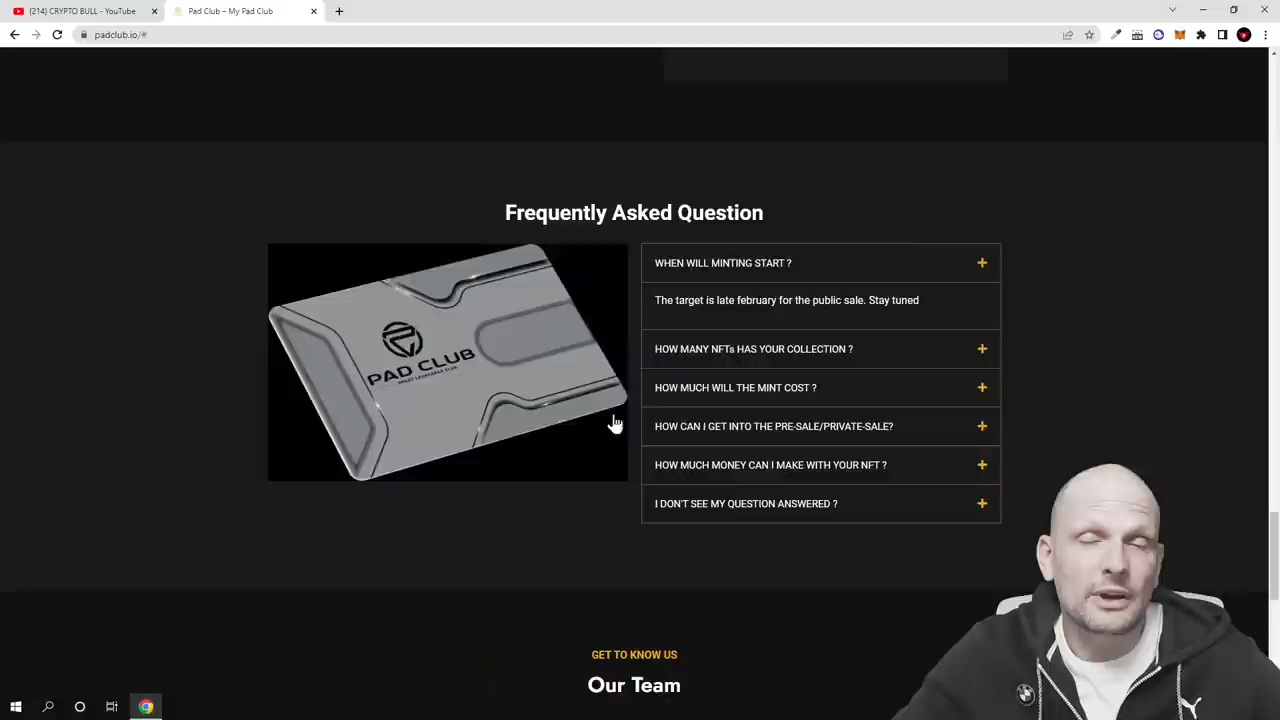 (214) CRYPTO BULL - YouTube
Pad Club – My Pad Club
padclub.io/#
Frequently Asked Question
PAD CLUB
SMART LAUNCHPAD CLUB
WHEN WILL MINTING START ?
The target is late february for the public sale. Stay tuned
HOW MANY NFTs HAS YOUR COLLECTION ?
HOW MUCH WILL THE MINT COST ?
HOW CAN I GET INTO THE PRE-SALE/PRIVATE-SALE?
HOW MUCH MONEY CAN I MAKE WITH YOUR NFT ?
I DON'T SEE MY QUESTION ANSWERED ?
GET TO KNOW US
Our Team